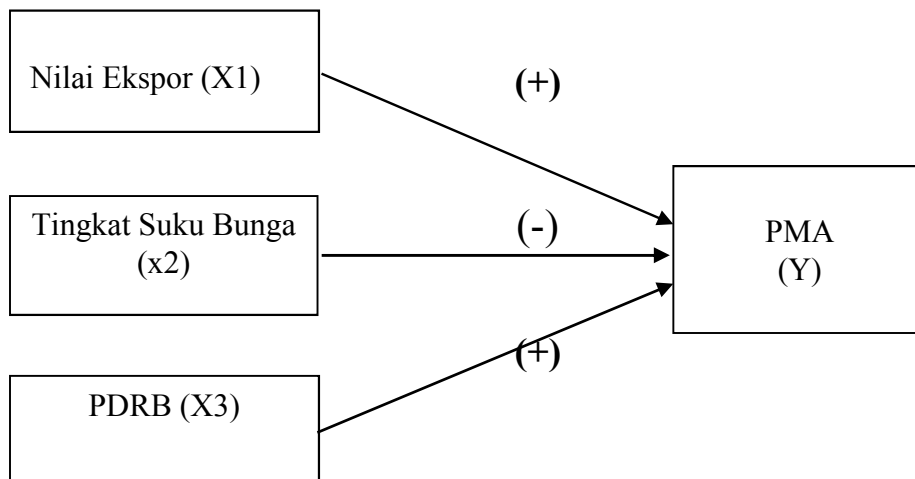 Nilai Ekspor (X1)
(+)
Tingkat Suku Bunga
(x2)
(-)
PMA
(Y)
(+)
PDRB (X3)